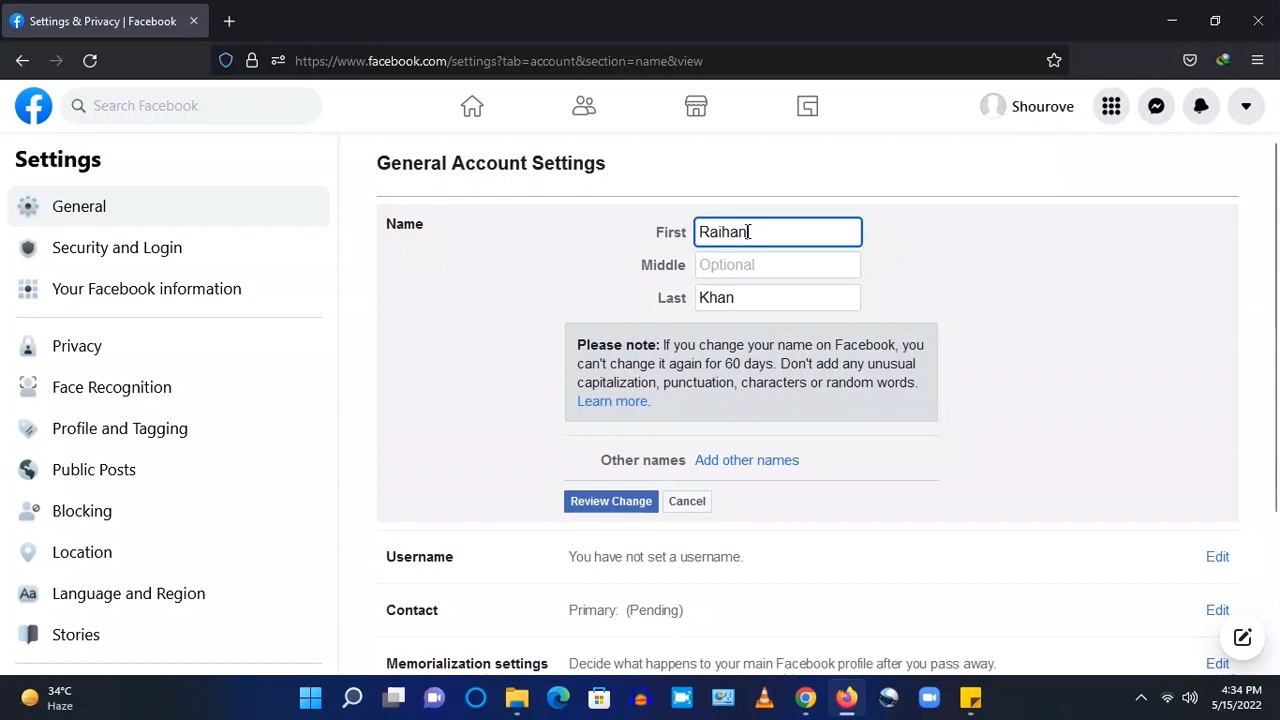 Settings & Privacy | Facebook
https://www.facebook.com/settings?tab=account&section=name&view
Search Facebook
Shourove
Settings
General
Security and Login
Your Facebook information
Privacy
Face Recognition
Profile and Tagging
Public Posts
Blocking
Location
Aa Language and Region
Stories
General Account Settings
Name
First Raihan
Middle Optional
Last Khan
Please note: If you change your name on Facebook, you
can't change it again for 60 days. Don't add any unusual
capitalization, punctuation, characters or random words.
Learn more.
Other names Add other names
Review Change Cancel
Username You have not set a username. Edit
Contact Primary: (Pending) Edit
Memorialization settings Decide what happens to your main Facebook profile after you pass away. Edit
34°C
Haze
4:34 PM
5/15/2022